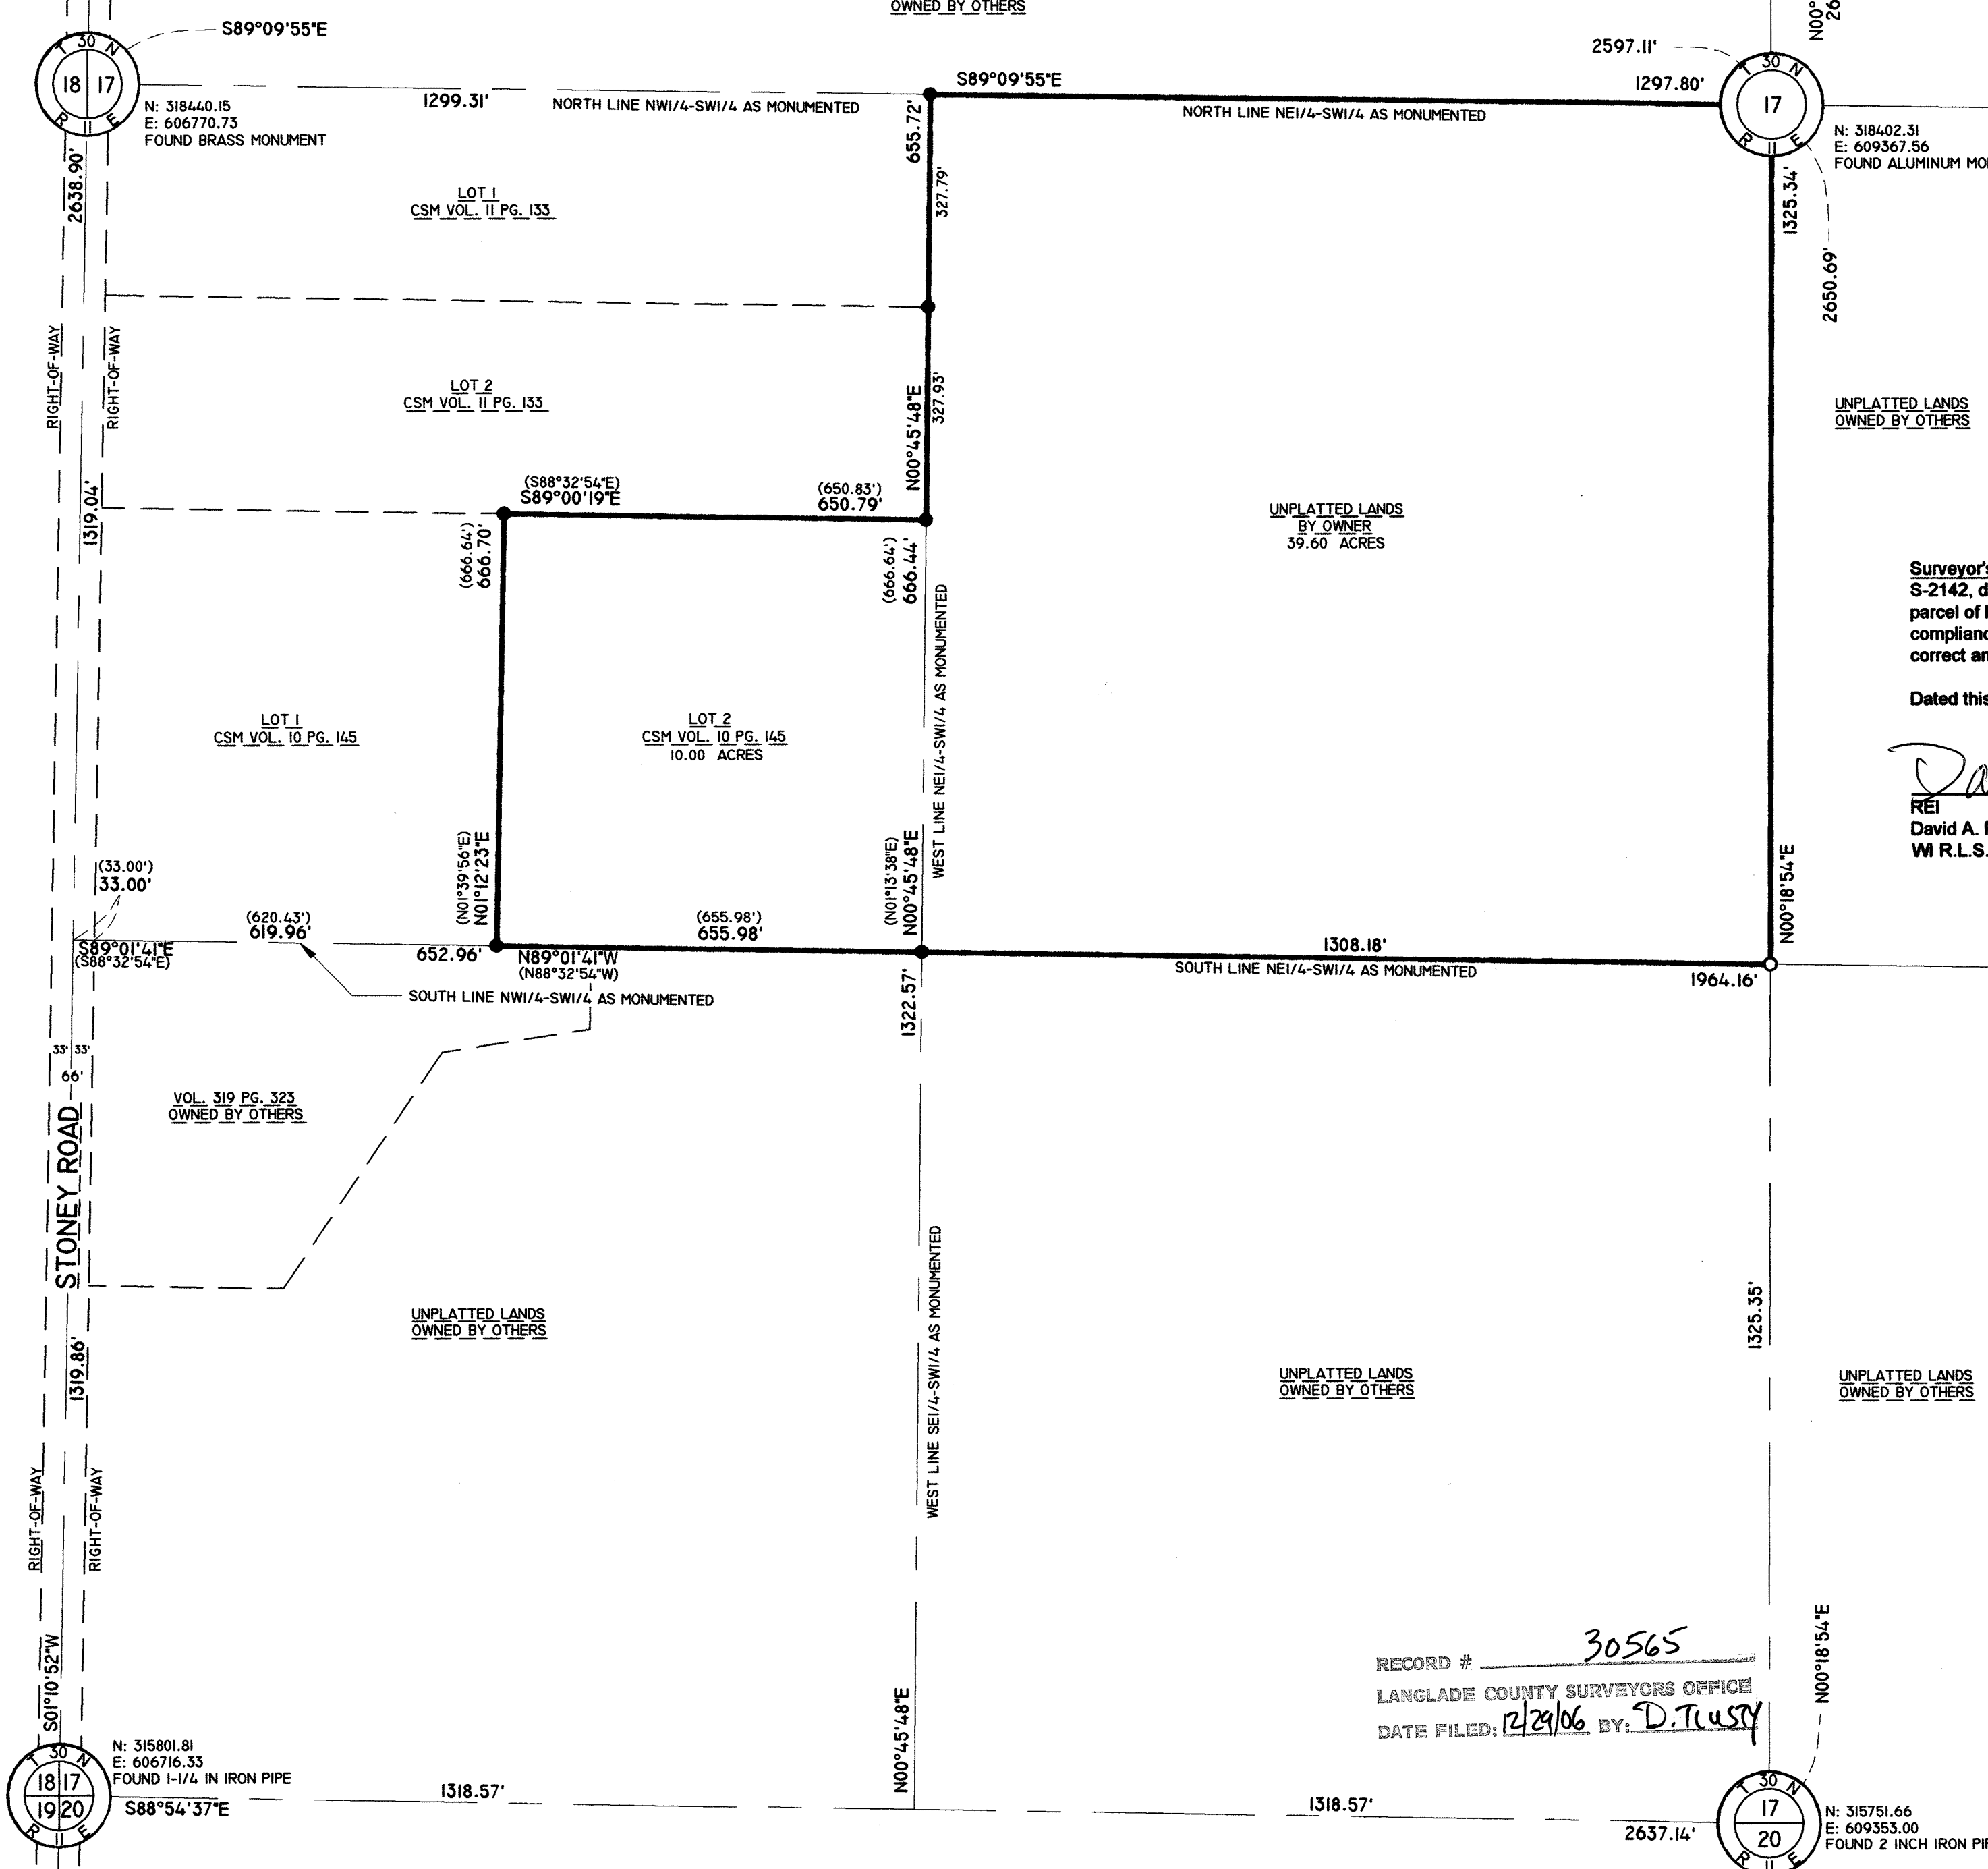 OWNED BY OTHERS
N00°
26
S89°09'55"E
2597.11'
T 30 N
18 17
R 11 E
N: 318440.15
E: 606770.73
FOUND BRASS MONUMENT
1299.31'
NORTH LINE NW1/4-SW1/4 AS MONUMENTED
S89°09'55"E
1297.80'
NORTH LINE NE1/4-SW1/4 AS MONUMENTED
T 30 N
17
R 11 E
N: 318402.31
E: 609367.56
FOUND ALUMINUM MO
2638.90'
655.72'
327.79'
1325.34'
2650.69'
LOT 1
CSM VOL. 11 PG. 133
RIGHT-OF-WAY
RIGHT-OF-WAY
LOT 2
CSM VOL. 11 PG. 133
327.93'
N00°45'48"E
UNPLATTED LANDS
OWNED BY OTHERS
1319.04'
(S88°32'54"E)
S89°00'19"E
(650.83')
650.79'
(666.64')
666.70'
(666.64')
666.44'
UNPLATTED LANDS
BY OWNER
39.60 ACRES
Surveyor's
S-2142, d
parcel of l
complianc
correct an
Dated this
REI
David A.
WI R.L.S.
WEST LINE NE1/4-SW1/4 AS MONUMENTED
LOT 1
CSM VOL. 10 PG. 145
LOT 2
CSM VOL. 10 PG. 145
10.00 ACRES
(33.00')
33.00'
(620.43')
619.96'
(N01°39'56"E)
N01°12'23"E
(655.98')
655.98'
(N01°13'38"E)
N00°45'48"E
N00°18'54"E
S89°01'41"E
(S88°32'54"E)
652.96'
N89°01'41"W
(N88°32'54"W)
1308.18'
SOUTH LINE NE1/4-SW1/4 AS MONUMENTED
1964.16'
SOUTH LINE NW1/4-SW1/4 AS MONUMENTED
1322.57'
33' 33'
66'
VOL. 319 PG. 323
OWNED BY OTHERS
STONEY ROAD
1319.86'
UNPLATTED LANDS
OWNED BY OTHERS
WEST LINE SE1/4-SW1/4 AS MONUMENTED
1325.35'
UNPLATTED LANDS
OWNED BY OTHERS
UNPLATTED LANDS
OWNED BY OTHERS
RIGHT-OF-WAY
RIGHT-OF-WAY
S01°10'52"W
N00°45'48"E
N00°18'54"E
RECORD # 30565
LANGLADE COUNTY SURVEYORS OFFICE
DATE FILED: 12/29/06 BY: D. TLUSTY
T 30 N
18 17
19 20
R 11 E
N: 315801.81
E: 606716.33
FOUND 1-1/4 IN IRON PIPE
S88°54'37"E
1318.57'
1318.57'
2637.14'
T 30 N
17
20
R 11 E
N: 315751.66
E: 609353.00
FOUND 2 INCH IRON PI